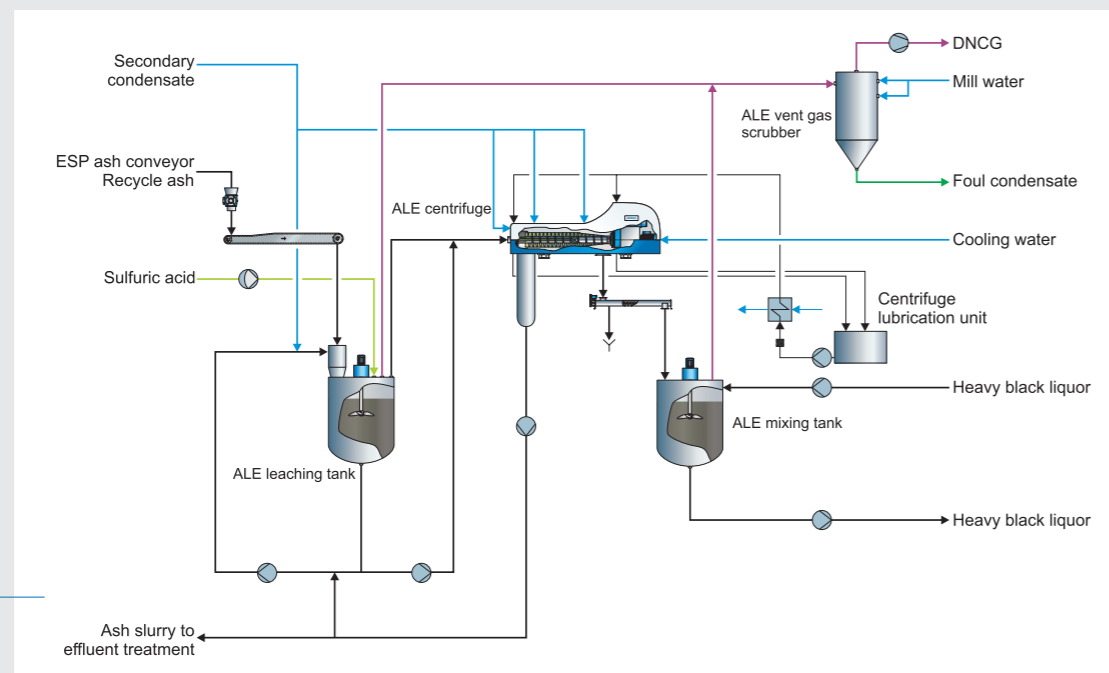 Secondary
condensate
DNCG
Mill water
ALE vent gas
scrubber
ESP ash conveyor
Recycle ash
Foul condensate
ALE centrifuge
Cooling water
Sulfuric acid
Centrifuge
lubrication unit
Heavy black liquor
ALE mixing tank
ALE leaching tank
Heavy black liquor
Ash slurry to
effluent treatment